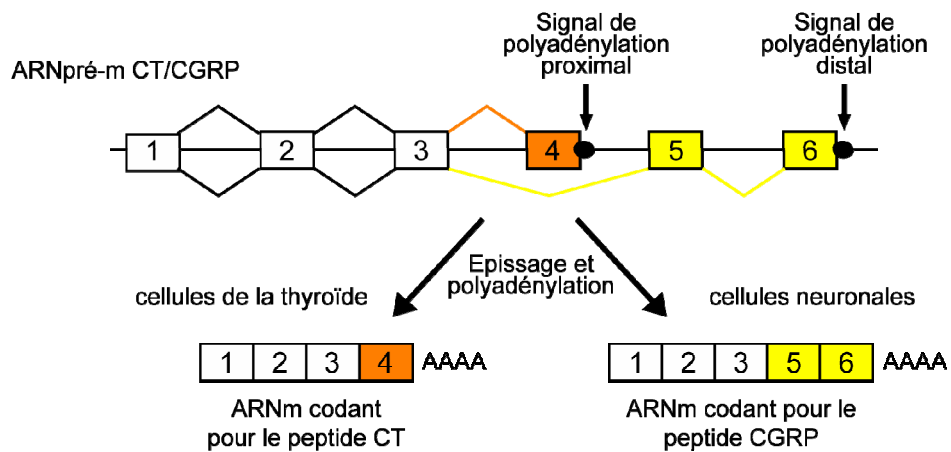 Signal de
polyadénylation
proximal
Signal de
polyadénylation
distal
ARNpré-m CT/CGRP
1 2 3 4 5 6
Epissage et
polyadénylation
cellules de la thyroïde
cellules neuronales
1 2 3 4 AAAA
1 2 3 5 6 AAAA
ARNm codant
pour le peptide CT
ARNm codant pour le
peptide CGRP